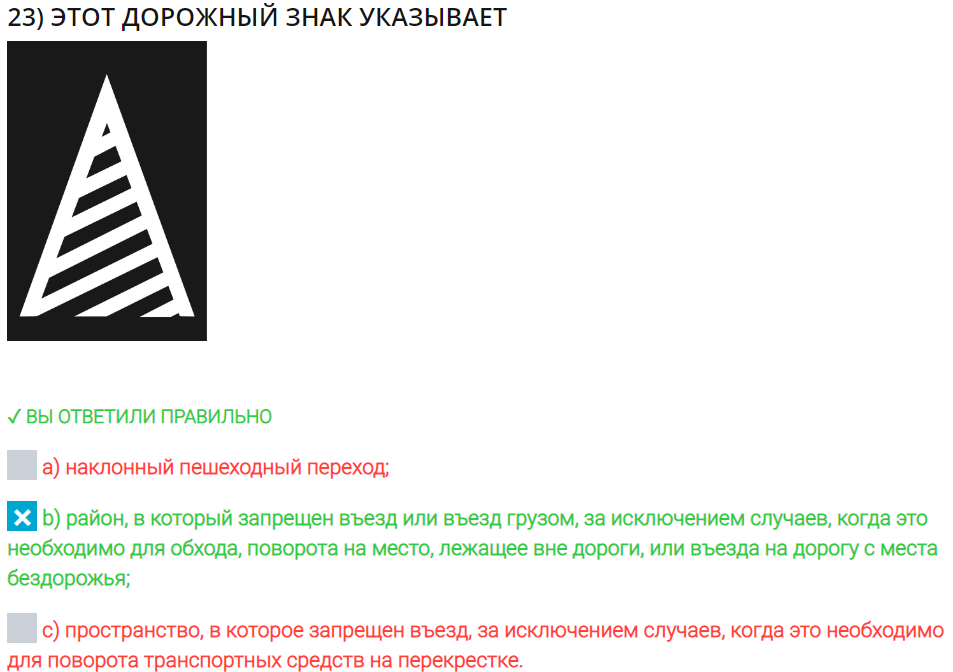 23) ЭТОТ ДОРОЖНЫЙ ЗНАК УКАЗЫВАЕТ
✓ ВЫ ОТВЕТИЛИ ПРАВИЛЬНО
a) наклонный пешеходный переход;
b) район, в который запрещен въезд или въезд грузом, за исключением случаев, когда это
необходимо для обхода, поворота на место, лежащее вне дороги, или въезда на дорогу с места
бездорожья;
c) пространство, в которое запрещен въезд, за исключением случаев, когда это необходимо
для поворота транспортных средств на перекрестке.